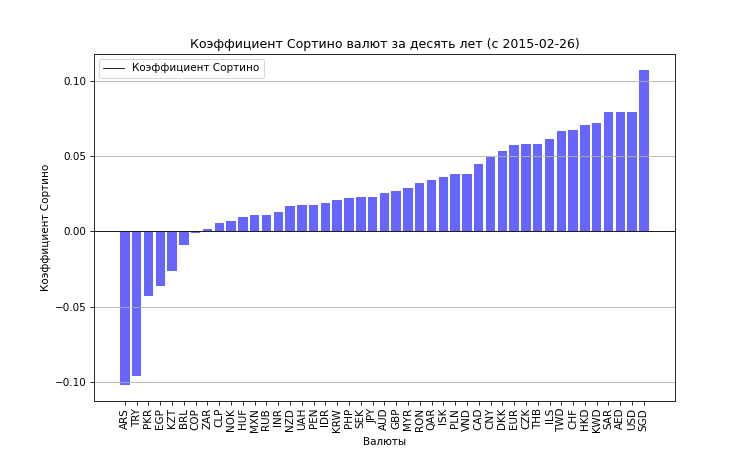 Коэффициент Сортино валют за десять лет (с 2015-02-26)
Коэффициент Сортино
0.10
0.05
0.00
−0.05
−0.10
Коэффициент Сортино
ARS
TRY
PKR
EGP
KZT
BRL
COP
ZAR
CLP
NOK
HUF
MXN
RUB
INR
NZD
UAH
PEN
IDR
KRW
PHP
SEK
JPY
AUD
GBP
MYR
RON
QAR
ISK
PLN
VND
CAD
CNY
DKK
EUR
CZK
THB
ILS
TWD
CHF
HKD
KWD
SAR
AED
USD
SGD
Валюты